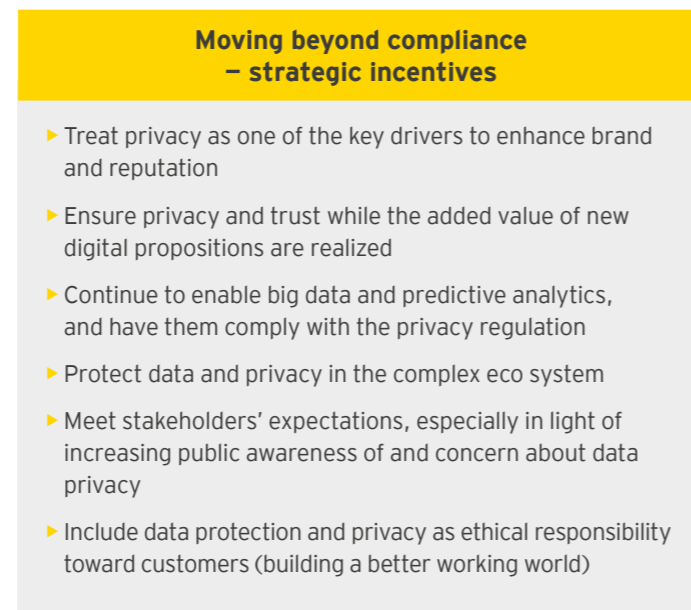 Moving beyond compliance
– strategic incentives
▸ Treat privacy as one of the key drivers to enhance brand
and reputation
▸ Ensure privacy and trust while the added value of new
digital propositions are realized
▸ Continue to enable big data and predictive analytics,
and have them comply with the privacy regulation
▸ Protect data and privacy in the complex eco system
▸ Meet stakeholders’ expectations, especially in light of
increasing public awareness of and concern about data
privacy
▸ Include data protection and privacy as ethical responsibility
toward customers (building a better working world)